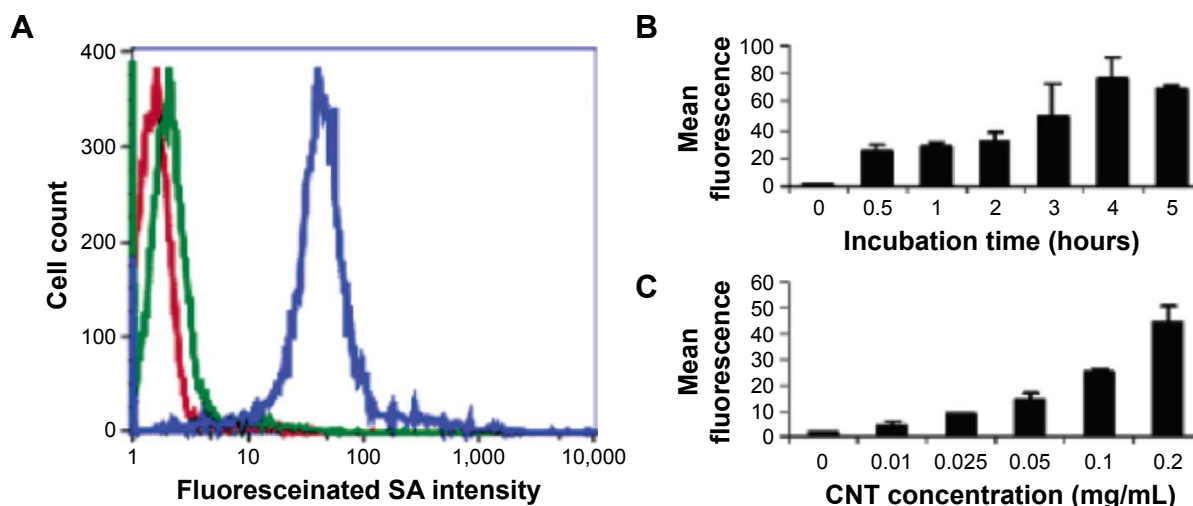 A
400
300
200
100
0
Cell count
1 10 100 1,000 10,000
Fluoresceinated SA intensity
B
100
80
60
40
20
0
Mean
fluorescence
0 0.5 1 2 3 4 5
Incubation time (hours)
C
60
50
40
30
20
10
0
Mean
fluorescence
0 0.01 0.025 0.05 0.1 0.2
CNT concentration (mg/mL)